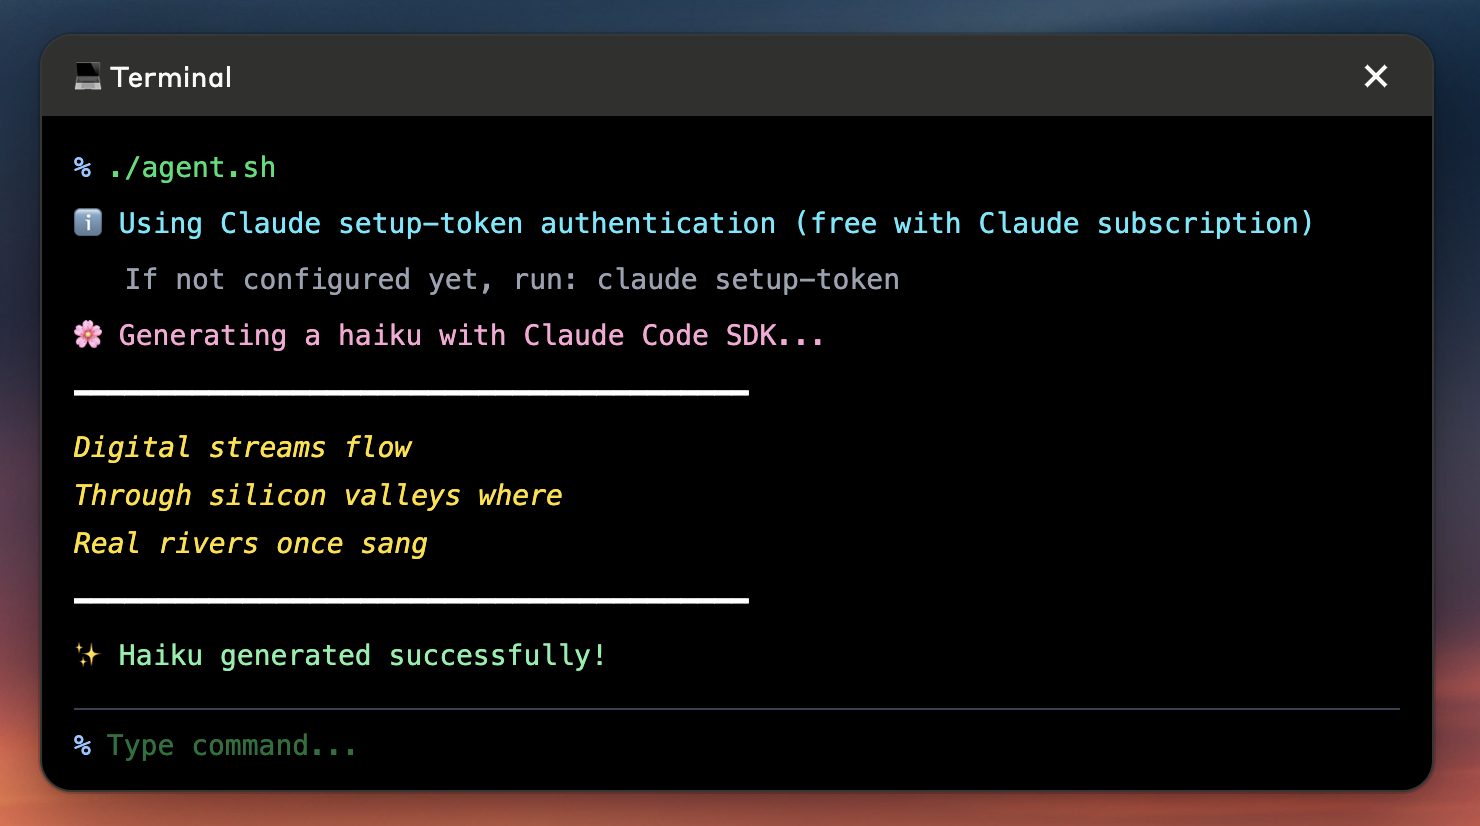 💻 Terminal ✕
% ./agent.sh
ℹ️ Using Claude setup-token authentication (free with Claude subscription)
If not configured yet, run: claude setup-token
🌸 Generating a haiku with Claude Code SDK...
Digital streams flow
Through silicon valleys where
Real rivers once sang
✨ Haiku generated successfully!
% Type command...